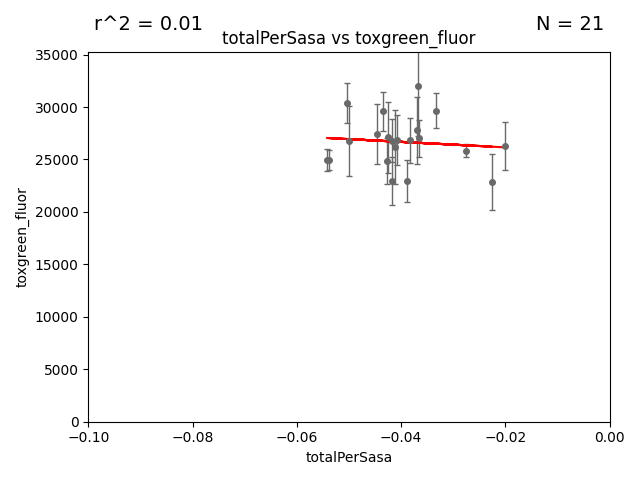 r^2 = 0.01
N = 21
totalPerSasa vs toxgreen_fluor
35000
30000
25000
20000
15000
10000
5000
0
toxgreen_fluor
−0.10
−0.08
−0.06
−0.04
−0.02
0.00
totalPerSasa